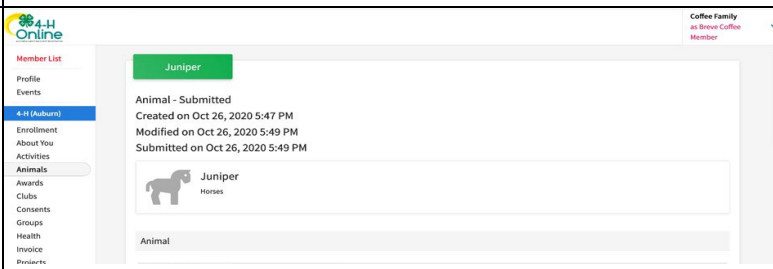 4-H
Online
Coffee Family
as Breve Coffee
Member
Member List
Profile
Events
4-H (Auburn)
Enrollment
About You
Activities
Animals
Awards
Clubs
Consents
Groups
Health
Invoice
Projects
Juniper
Animal - Submitted
Created on Oct 26, 2020 5:47 PM
Modified on Oct 26, 2020 5:49 PM
Submitted on Oct 26, 2020 5:49 PM
Juniper
Horses
Animal